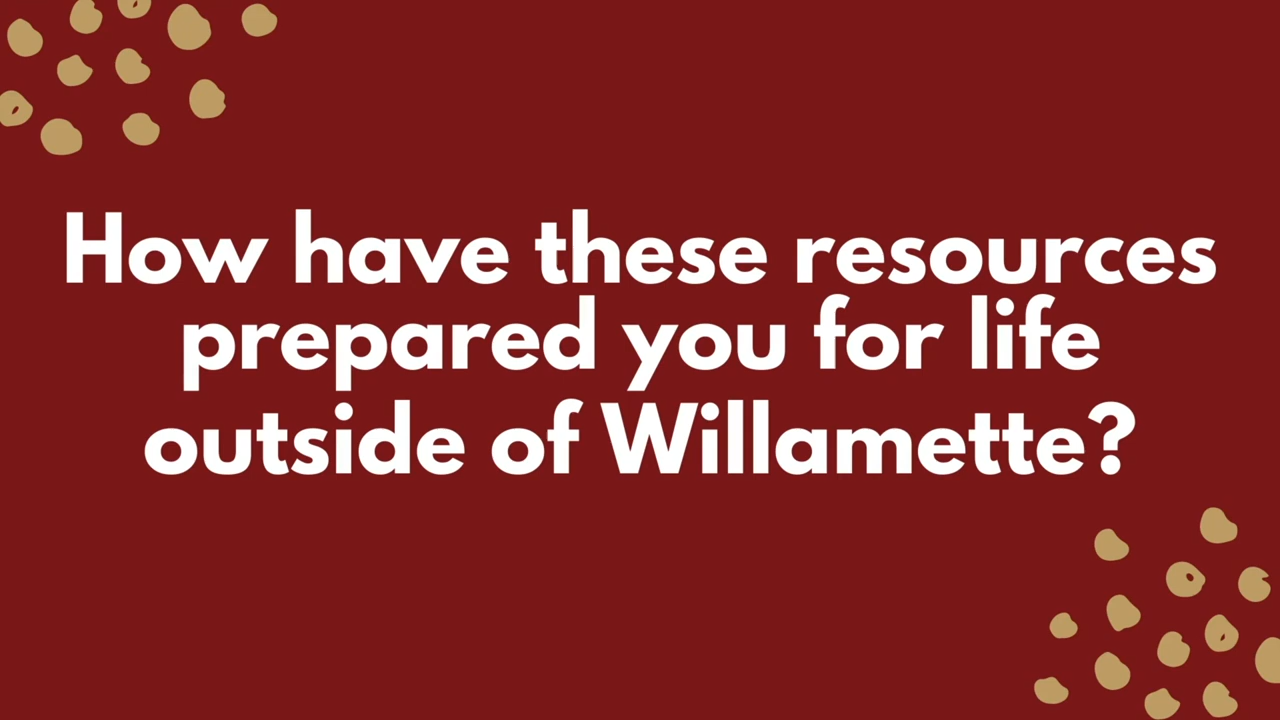 How have these resources
prepared you for life
outside of Willamette?